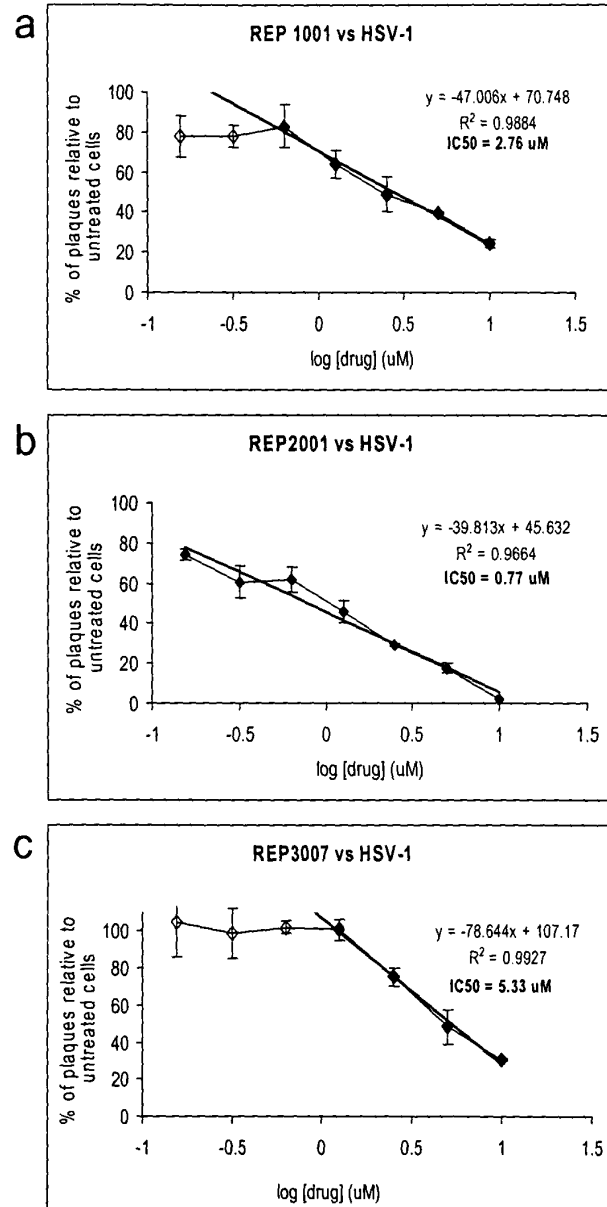 a
REP 1001 vs HSV-1
y = -47.006x + 70.748
R² = 0.9884
IC50 = 2.76 uM
% of plaques relative to
untreated cells
100
80
60
40
20
0
-1 -0.5 0 0.5 1 1.5
log [drug] (uM)
b
REP2001 vs HSV-1
y = -39.813x + 45.632
R² = 0.9664
IC50 = 0.77 uM
% of plaques relative to
untreated cells
100
80
60
40
20
0
-1 -0.5 0 0.5 1 1.5
log [drug] (uM)
c
REP3007 vs HSV-1
y = -78.644x + 107.17
R² = 0.9927
IC50 = 5.33 uM
% of plaques relative to
untreated cells
100
80
60
40
20
0
-1 -0.5 0 0.5 1 1.5
log [drug] (uM)